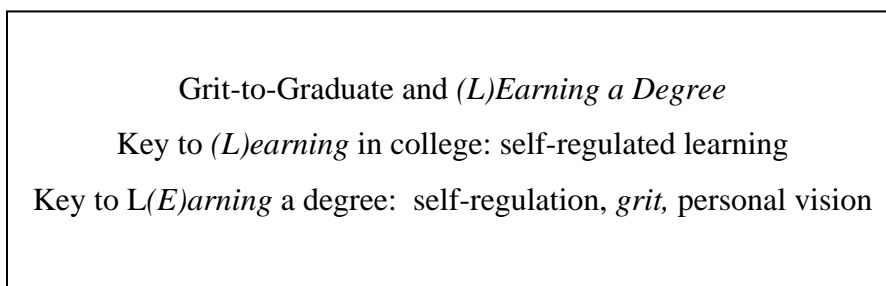 Grit-to-Graduate and (L)Earning a Degree
Key to (L)earning in college: self-regulated learning
Key to L(E)arning a degree:  self-regulation, grit, personal vision